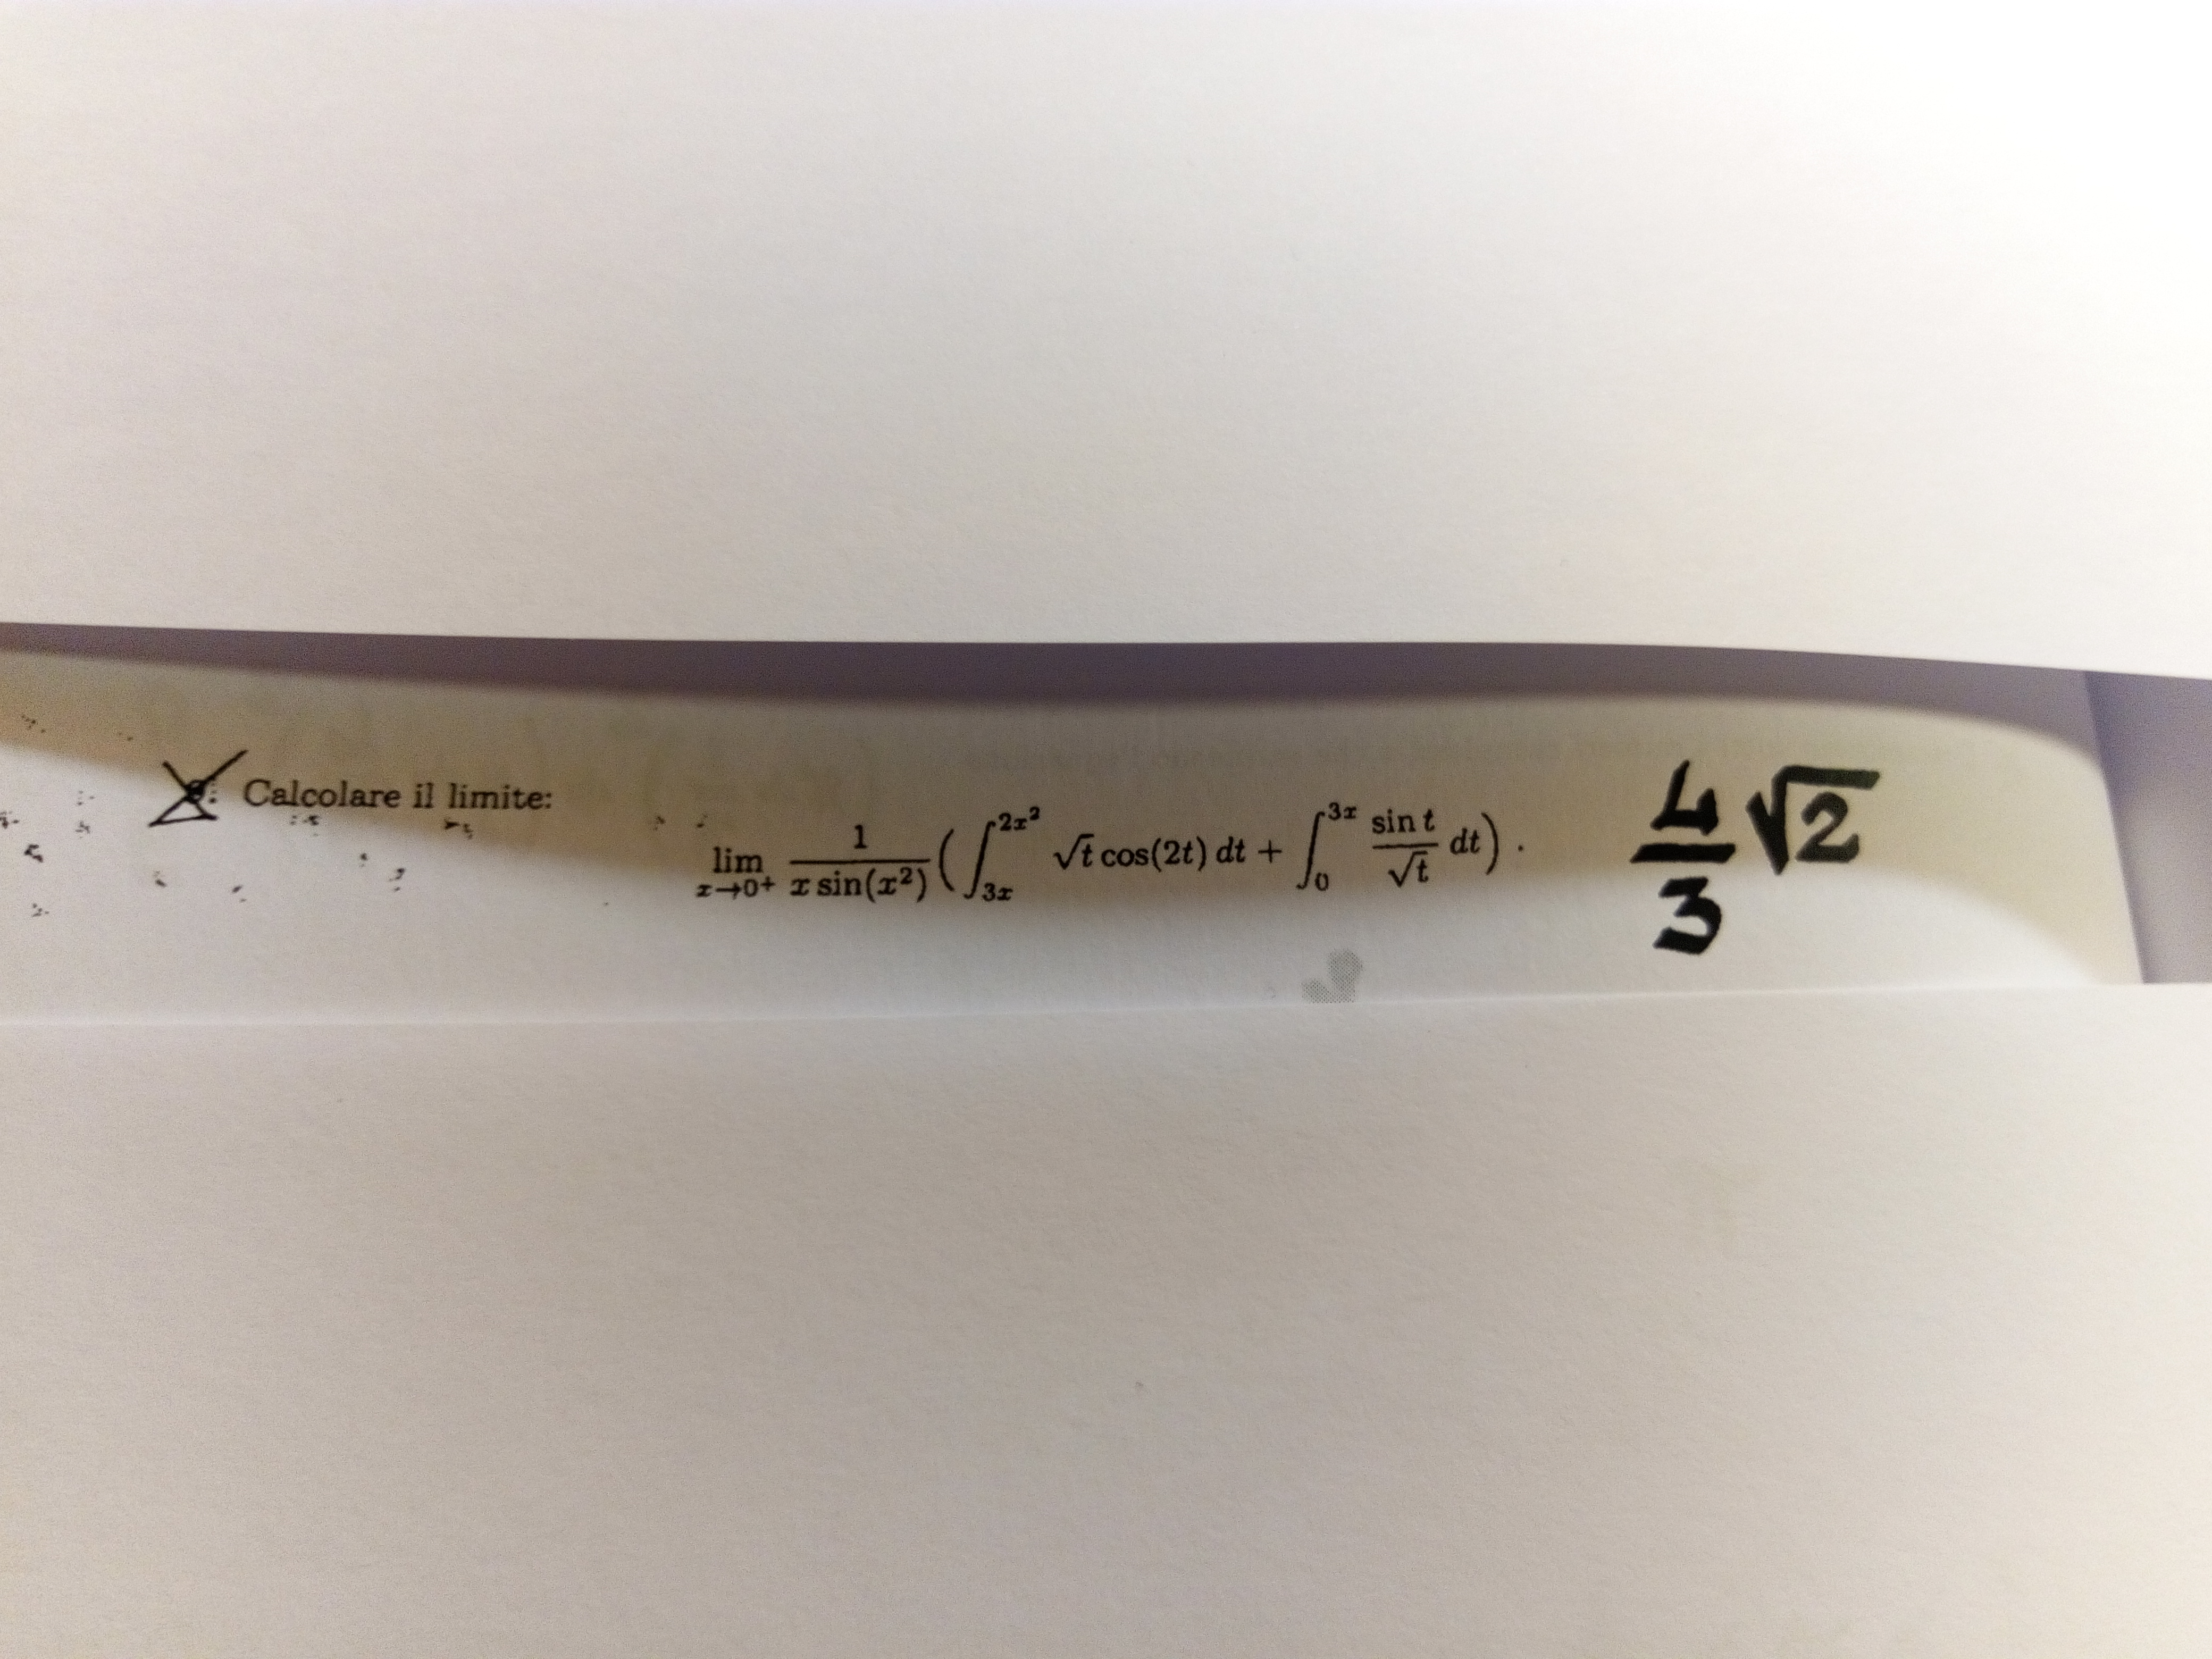 Calcolare il limite:
lim x→0+ 1/(x sin(x²)) ( ∫_{3x}^{2x²} √t cos(2t) dt + ∫_0^{3x} sin t/√t dt ) . 4/3 √2